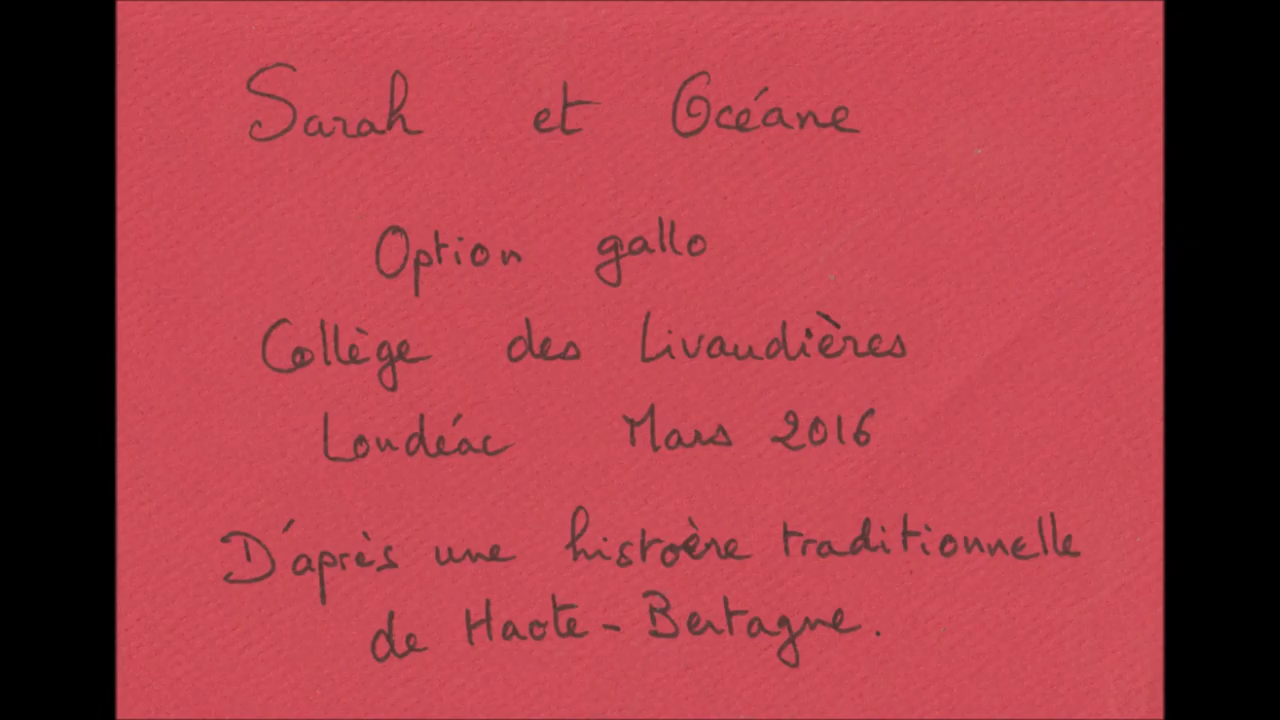 Sarah et Océane
Option gallo
Collège des Livaudières
Loudéac Mars 2016
D'après une histoère traditionnelle
de Haote-Bertagne.